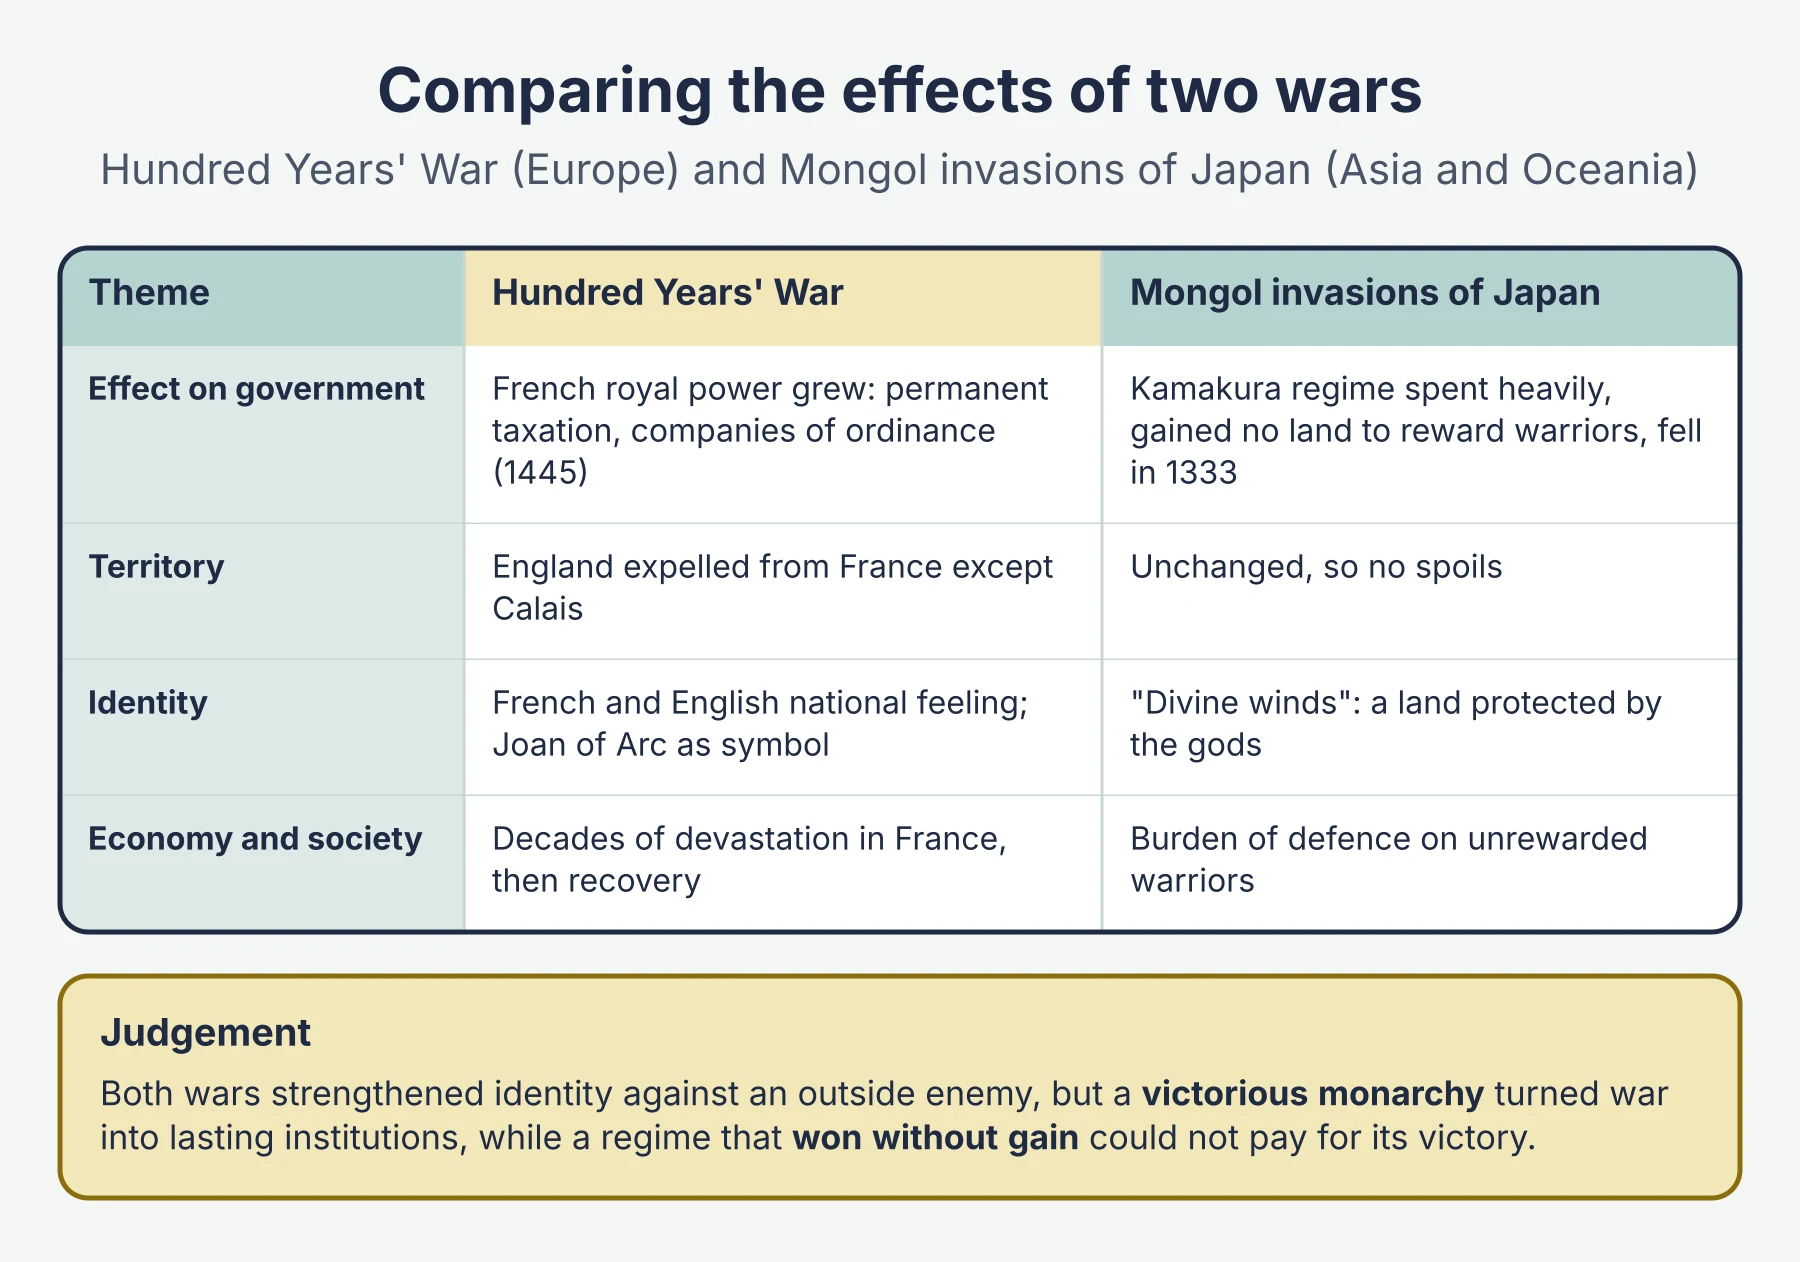 Comparing the effects of two wars
Hundred Years' War (Europe) and Mongol invasions of Japan (Asia and Oceania)
Theme
Hundred Years' War
Mongol invasions of Japan
Effect on government
French royal power grew: permanent
taxation, companies of ordinance
(1445)
Kamakura regime spent heavily,
gained no land to reward warriors, fell
in 1333
Territory
England expelled from France except
Calais
Unchanged, so no spoils
Identity
French and English national feeling;
Joan of Arc as symbol
"Divine winds": a land protected by
the gods
Economy and society
Decades of devastation in France,
then recovery
Burden of defence on unrewarded
warriors
Judgement
Both wars strengthened identity against an outside enemy, but a victorious monarchy turned war
into lasting institutions, while a regime that won without gain could not pay for its victory.